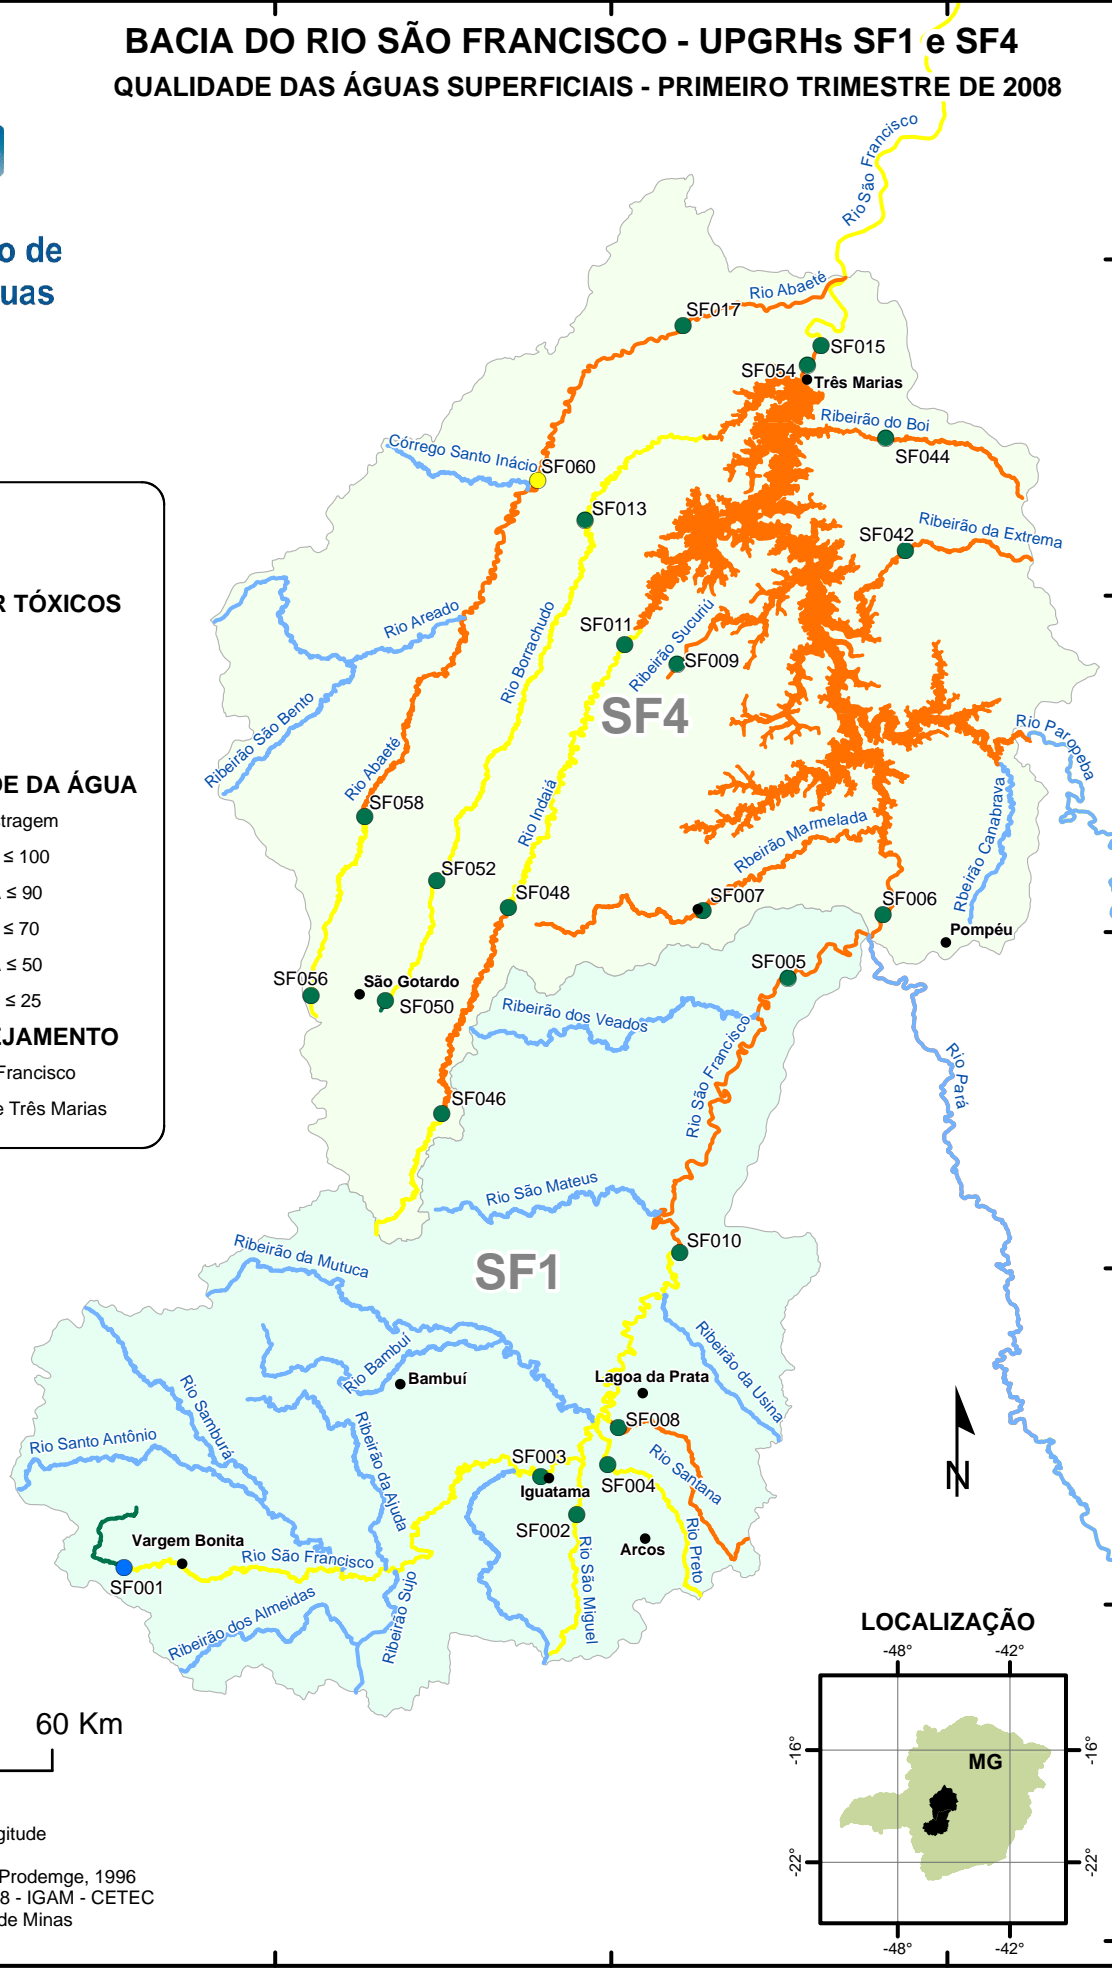 BACIA DO RIO SÃO FRANCISCO - UPGRHs SF1 e SF4
QUALIDADE DAS ÁGUAS SUPERFICIAIS - PRIMEIRO TRIMESTRE DE 2008
Rio São Francisco
o de
uas
Rio Abaeté
SF017
SF015
SF054
Três Marias
Ribeirão do Boi
Córrego Santo Inácio
SF060
SF044
SF013
SF042
Ribeirão da Extrema
R TÓXICOS
Rio Areado
Rio Borrachudo
SF011
Ribeirão Sucuriú
SF009
SF4
Ribeirão São Bento
Rio Paropeba
DE DA ÁGUA
Rio Abaeté
SF058
Rio Indaiá
Rbeirão Marmelada
Rbeirão Canabrava
tragem
≤ 100
≤ 90
≤ 70
≤ 50
≤ 25
SF052
SF048
SF007
SF006
Pompéu
SF005
SF056
São Gotardo
SF050
Ribeirão dos Veados
EJAMENTO
Francisco
e Três Marias
Rio São Francisco
Rio Pará
SF046
Rio São Mateus
SF010
Ribeirão da Mutuca
SF1
Rio Bambuí
Bambuí
Lagoa da Prata
Ribeirão da Usina
Rio Samburá
Ribeirão da Ajuda
SF008
Rio Santo Antônio
SF003
Rio Santana
Iguatama
SF004
SF002
N
Vargem Bonita
Rio São Francisco
Arcos
Rio Preto
SF001
Rio São Miguel
Ribeirão dos Almeidas
Ribeirão Sujo
LOCALIZAÇÃO
-48°
-42°
60 Km
-16°
MG
-16°
gitude
-22°
-22°
Prodemge, 1996
8 - IGAM - CETEC
de Minas
-48°
-42°